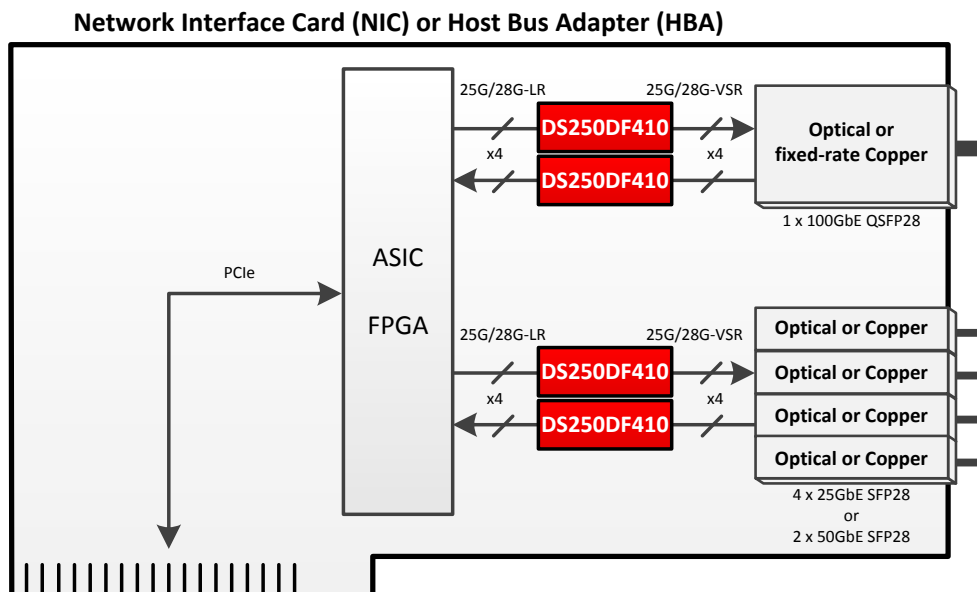 Network Interface Card (NIC) or Host Bus Adapter (HBA)
25G/28G-LR
25G/28G-VSR
DS250DF410
x4
x4
DS250DF410
Optical or
fixed-rate Copper
1 x 100GbE QSFP28
ASIC
FPGA
PCIe
25G/28G-LR
25G/28G-VSR
DS250DF410
x4
x4
DS250DF410
Optical or Copper
Optical or Copper
Optical or Copper
Optical or Copper
4 x 25GbE SFP28
or
2 x 50GbE SFP28